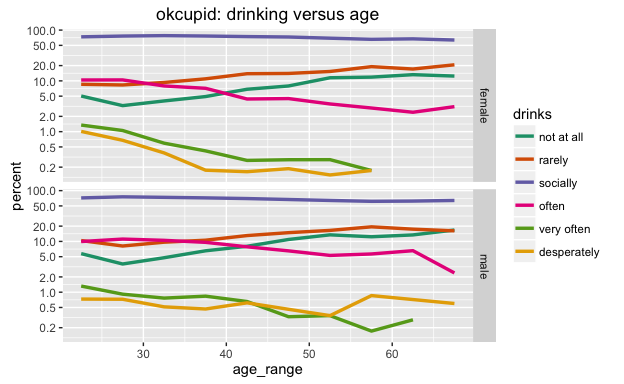 okcupid: drinking versus age
percent
100.0
50.0
20.0
10.0
5.0
2.0
1.0
0.5
0.2
female
100.0
50.0
20.0
10.0
5.0
2.0
1.0
0.5
0.2
male
30 40 50 60
age_range
drinks
not at all
rarely
socially
often
very often
desperately